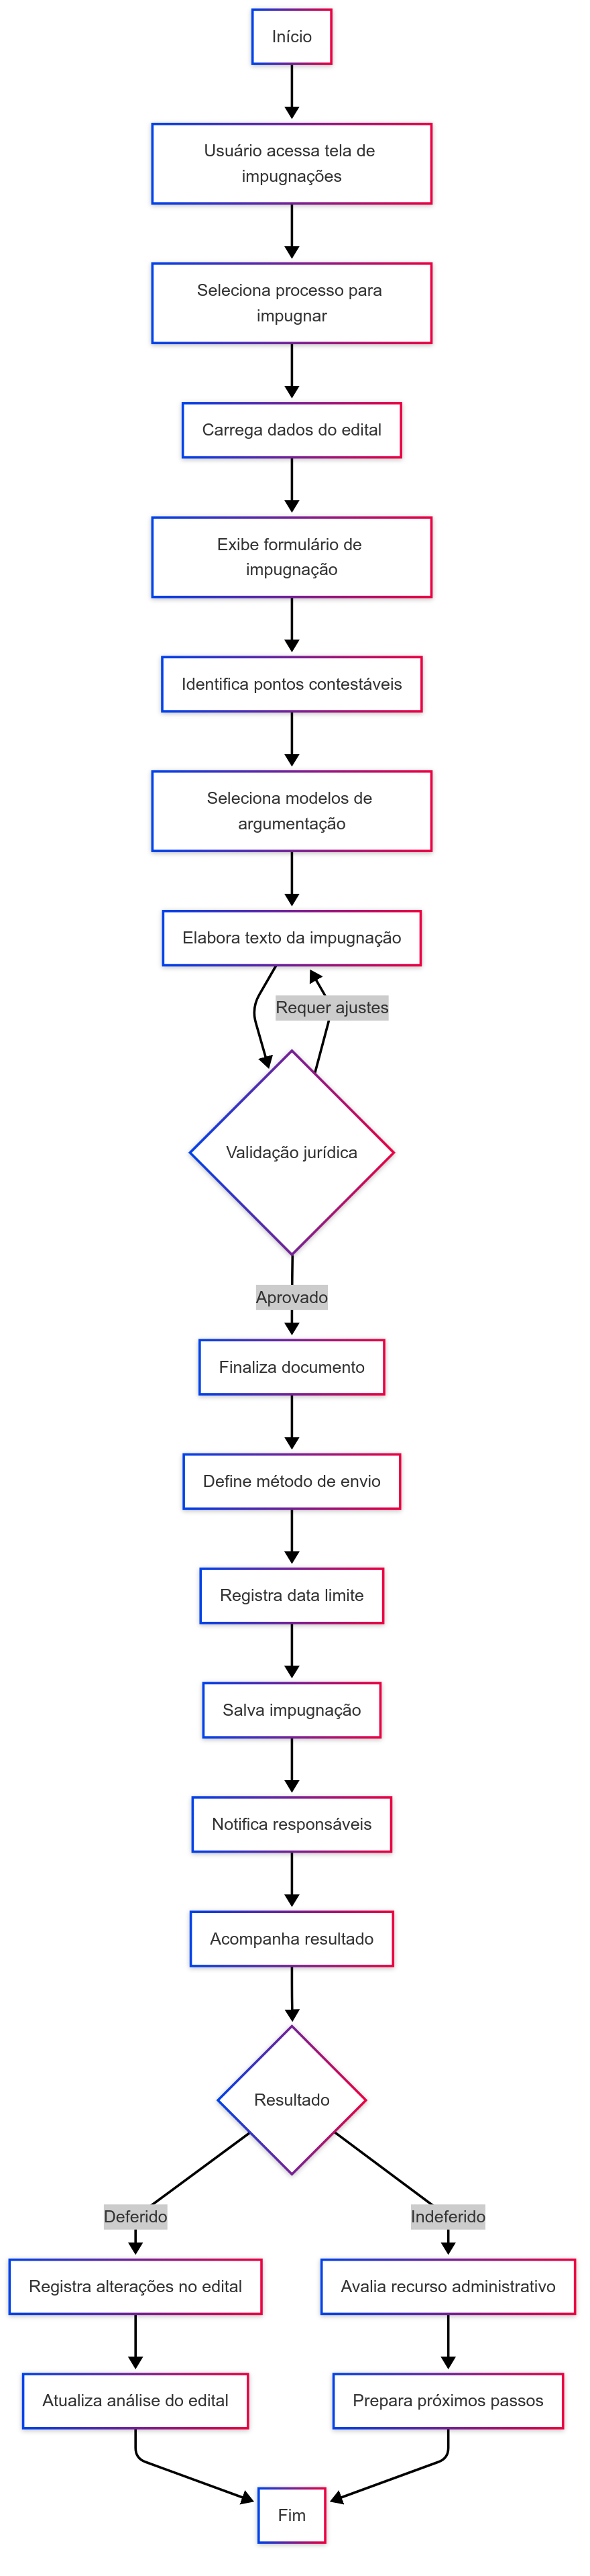 Início
Usuário acessa tela de
impugnações
Seleciona processo para
impugnar
Carrega dados do edital
Exibe formulário de
impugnação
Identifica pontos contestáveis
Seleciona modelos de
argumentação
Elabora texto da impugnação
Requer ajustes
Validação jurídica
Aprovado
Finaliza documento
Define método de envio
Registra data limite
Salva impugnação
Notifica responsáveis
Acompanha resultado
Resultado
Deferido
Indeferido
Registra alterações no edital
Avalia recurso administrativo
Atualiza análise do edital
Prepara próximos passos
Fim